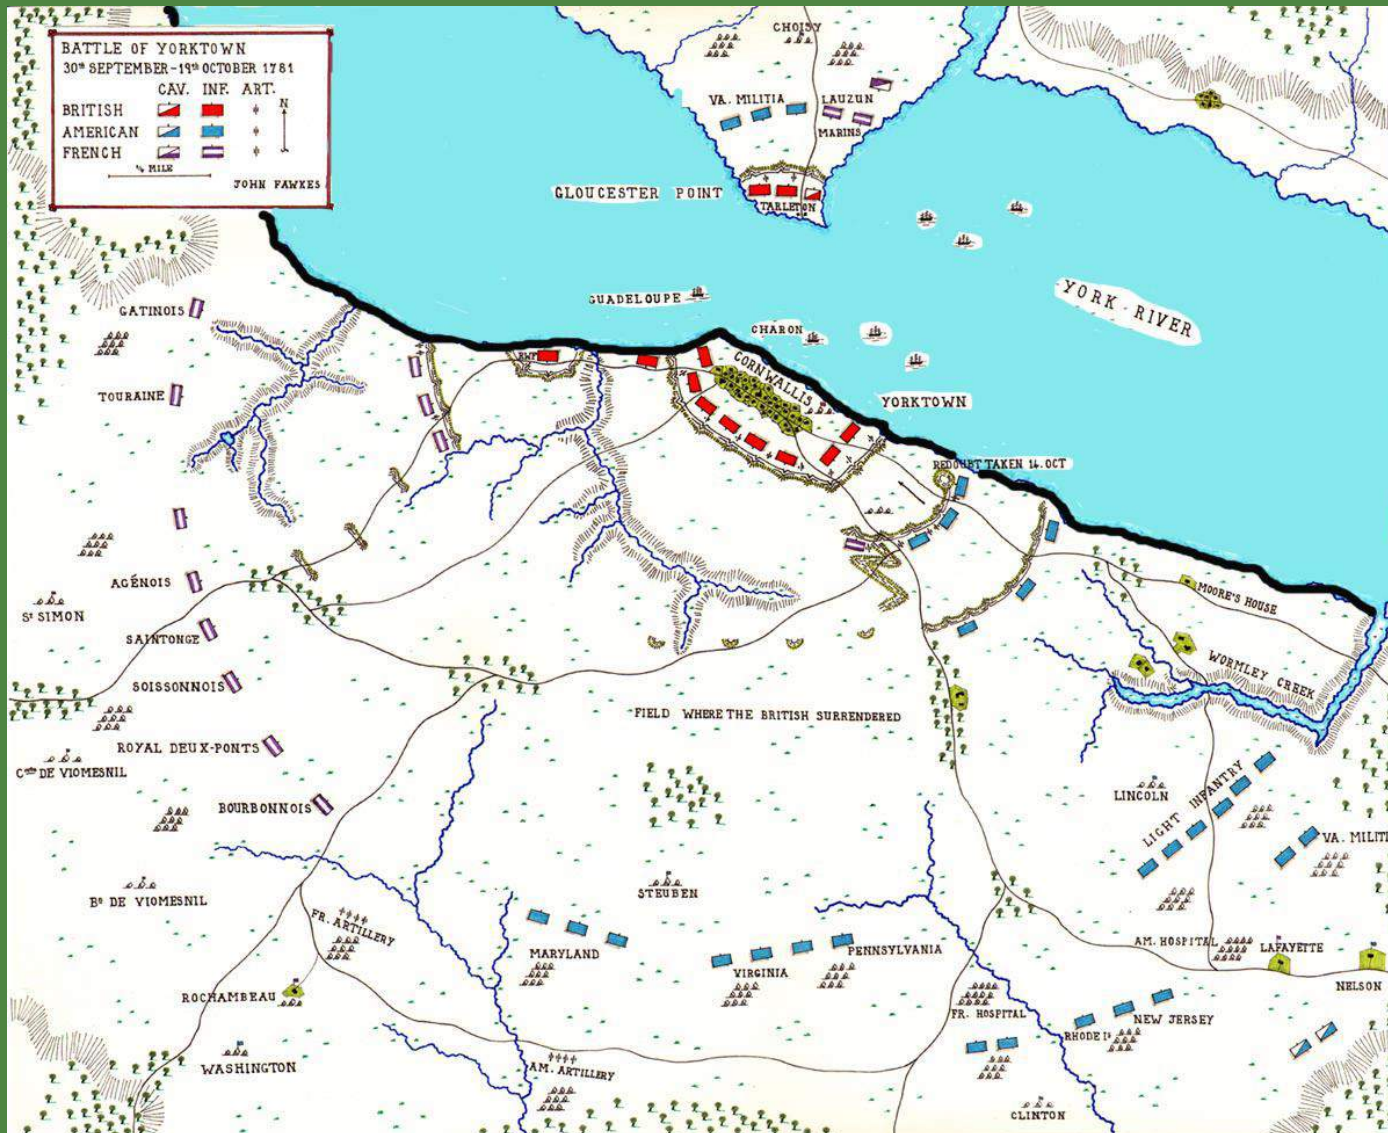 BATTLE OF YORKTOWN
30th SEPTEMBER-19th OCTOBER 1781
CAV. INF. ART.
BRITISH
N
AMERICAN
FRENCH
¼ MILE
JOHN FAWKES
CHOISY
VA. MILITIA
LAUZUN
MARINS
GLOUCESTER POINT
TARLETON
YORK RIVER
GUADELOUPE
CHARON
GATINOIS
RWF
CORNWALLIS
TOURAINE
YORKTOWN
REDOUBT TAKEN 14. OCT
AGÉNOIS
St SIMON
MOORE'S HOUSE
SAINTONGE
WORMLEY CREEK
SOISSONNOIS
FIELD WHERE THE BRITISH SURRENDERED
ROYAL DEUX-PONTS
Cte DE VIOMESNIL
BOURBONNOIS
LINCOLN
LIGHT INFANTRY
VA. MILITI
STEUBEN
Bn DE VIOMESNIL
FR. ARTILLERY
MARYLAND
VIRGINIA
PENNSYLVANIA
AM. HOSPITAL
LAFAYETTE
NELSON
ROCHAMBEAU
FR. HOSPITAL
RHODE Is
NEW JERSEY
WASHINGTON
AM. ARTILLERY
CLINTON